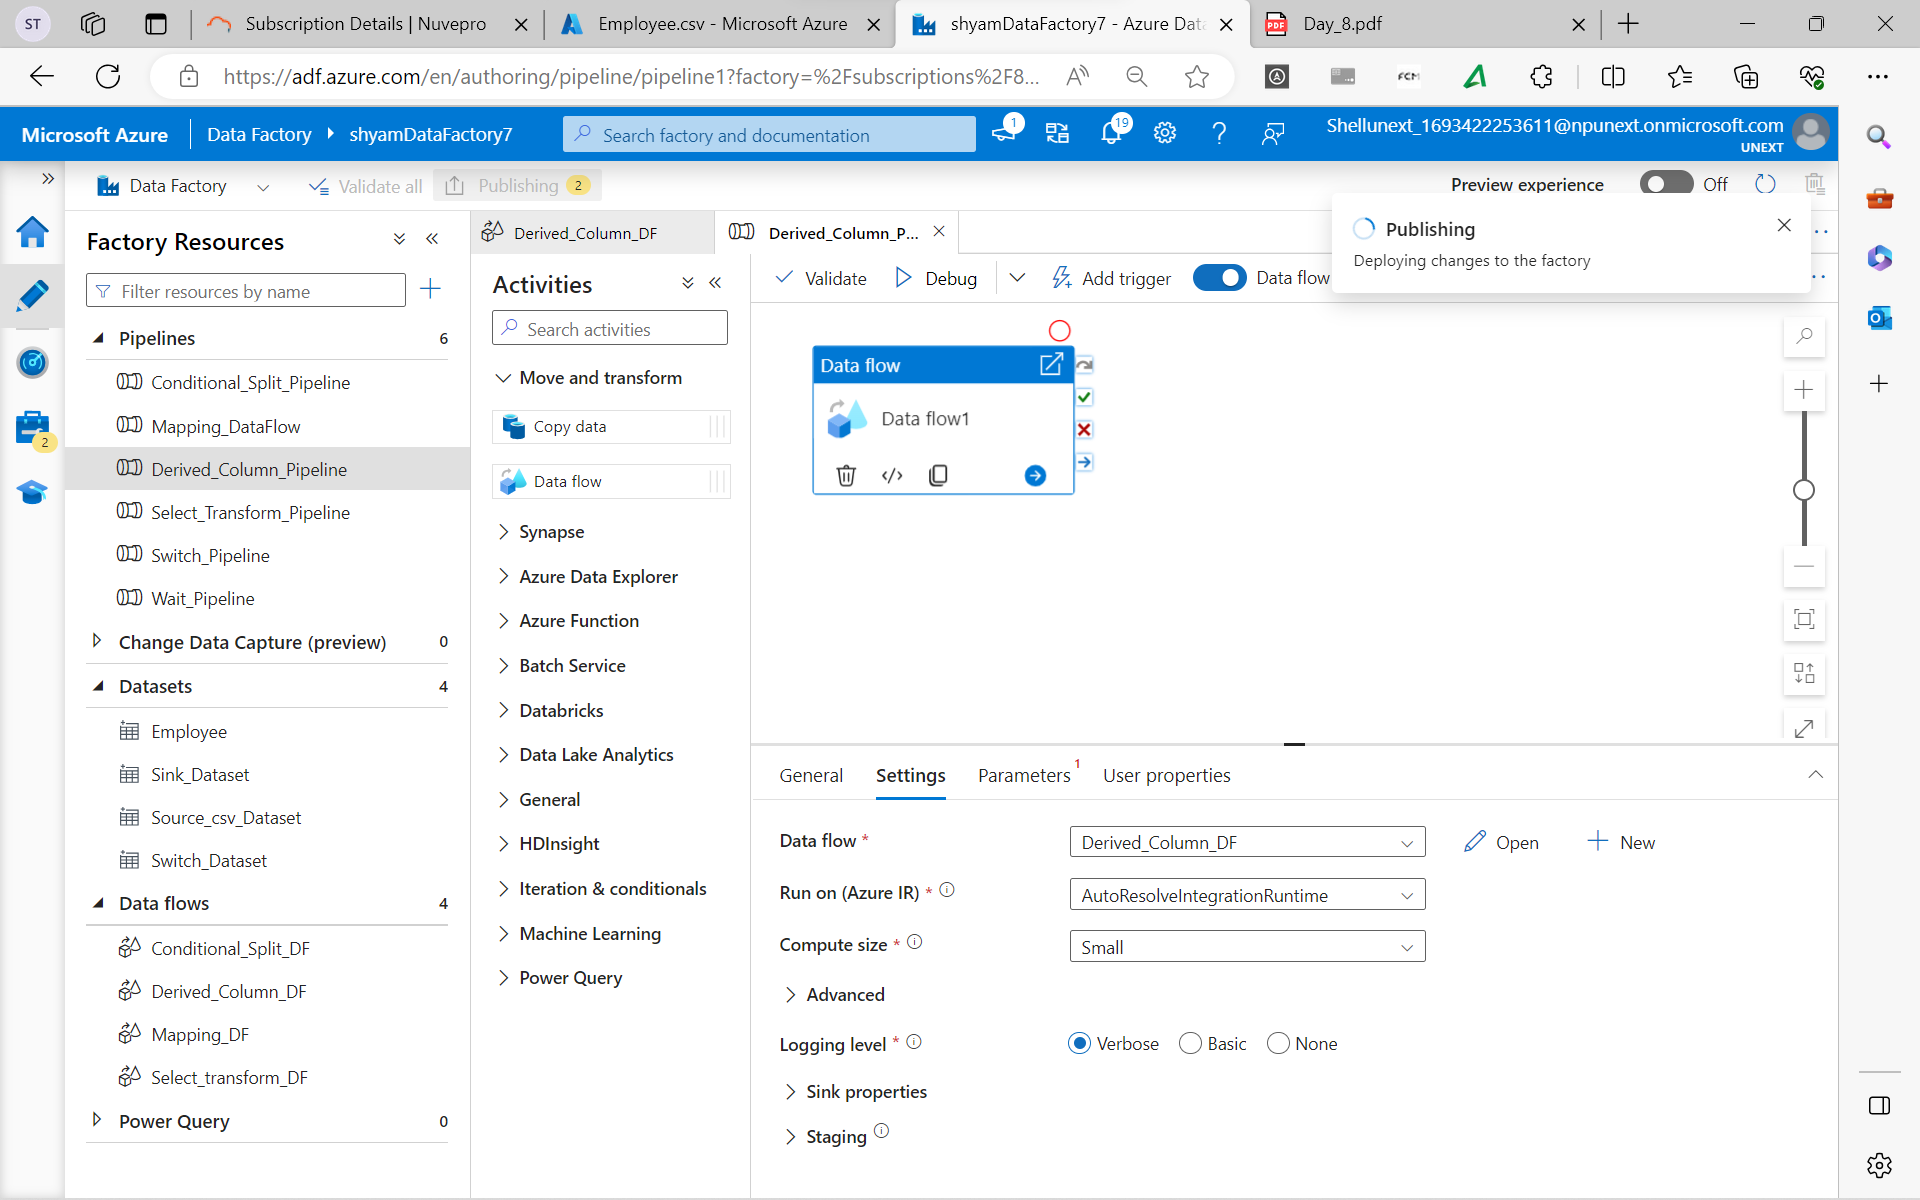 ST
Subscription Details | Nuvepro
Employee.csv - Microsoft Azure
shyamDataFactory7 - Azure Data
PDF
Day_8.pdf
https://adf.azure.com/en/authoring/pipeline/pipeline1?factory=%2Fsubscriptions%2F8...
FCM
Microsoft Azure
Data Factory
shyamDataFactory7
Search factory and documentation
1
19
Shellunext_1693422253611@npunext.onmicrosoft.com
UNEXT
Data Factory
Validate all
Publishing
2
Preview experience
Off
Publishing
Deploying changes to the factory
Factory Resources
Filter resources by name
Pipelines 6
Conditional_Split_Pipeline
Mapping_DataFlow
Derived_Column_Pipeline
Select_Transform_Pipeline
Switch_Pipeline
Wait_Pipeline
Change Data Capture (preview) 0
Datasets 4
Employee
Sink_Dataset
Source_csv_Dataset
Switch_Dataset
Data flows 4
Conditional_Split_DF
Derived_Column_DF
Mapping_DF
Select_transform_DF
Power Query 0
2
Derived_Column_DF
Derived_Column_P...
Activities
Search activities
Move and transform
Copy data
Data flow
Synapse
Azure Data Explorer
Azure Function
Batch Service
Databricks
Data Lake Analytics
General
HDInsight
Iteration & conditionals
Machine Learning
Power Query
Validate
Debug
Add trigger
Data flow
Data flow
Data flow1
General
Settings
Parameters 1
User properties
Data flow *
Derived_Column_DF
Open
New
Run on (Azure IR) *
AutoResolveIntegrationRuntime
Compute size *
Small
Advanced
Logging level *
Verbose
Basic
None
Sink properties
Staging